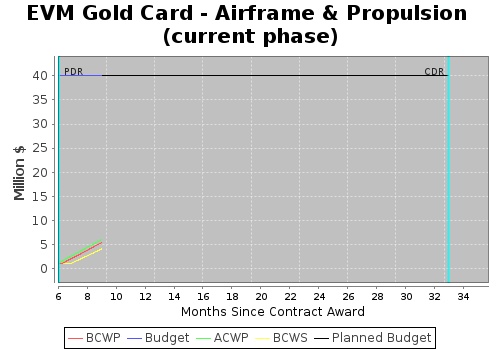 EVM Gold Card - Airframe & Propulsion
(current phase)
PDR
CDR
Million $
40
35
30
25
20
15
10
5
0
6 8 10 12 14 16 18 20 22 24 26 28 30 32 34
Months Since Contract Award
BCWP Budget ACWP BCWS Planned Budget